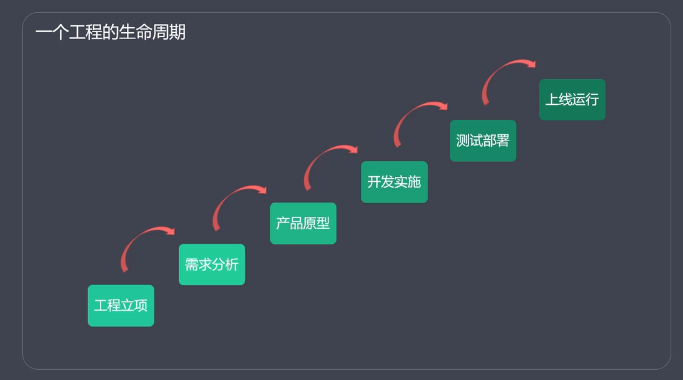 一个工程的生命周期
上线运行
测试部署
开发实施
产品原型
需求分析
工程立项